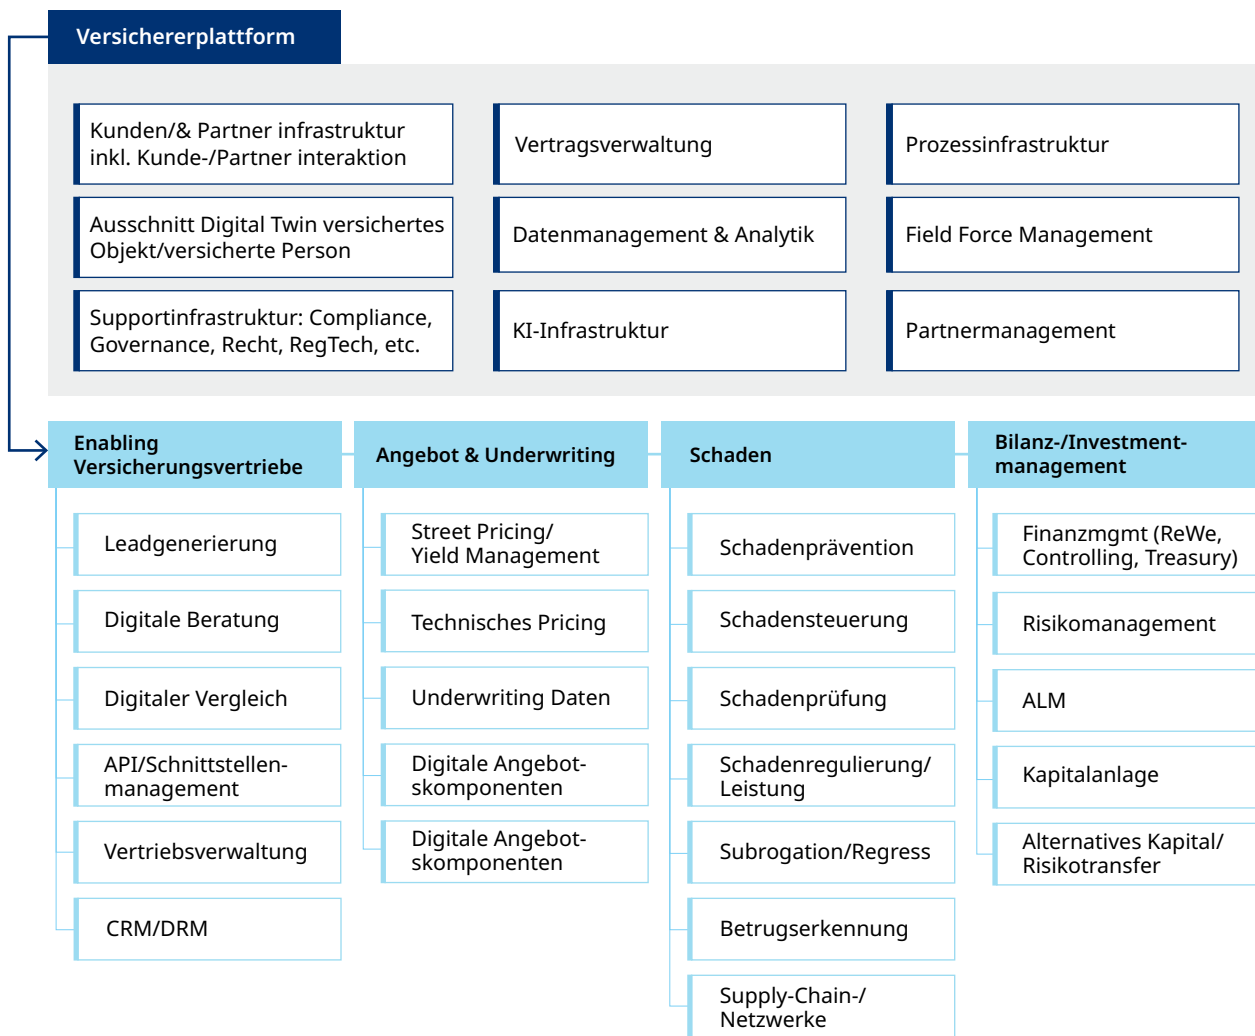 Versichererplattform
Kunden/& Partner infrastruktur
inkl. Kunde-/Partner interaktion
Vertragsverwaltung
Prozessinfrastruktur
Ausschnitt Digital Twin versichertes
Objekt/versicherte Person
Datenmanagement & Analytik
Field Force Management
Supportinfrastruktur: Compliance,
Governance, Recht, RegTech, etc.
KI-Infrastruktur
Partnermanagement
Enabling
Versicherungsvertriebe
Leadgenerierung
Digitale Beratung
Digitaler Vergleich
API/Schnittstellen-
management
Vertriebsverwaltung
CRM/DRM
Angebot & Underwriting
Street Pricing/
Yield Management
Technisches Pricing
Underwriting Daten
Digitale Angebot-
skomponenten
Digitale Angebot-
skomponenten
Schaden
Schadenprävention
Schadensteuerung
Schadenprüfung
Schadenregulierung/
Leistung
Subrogation/Regress
Betrugserkennung
Supply-Chain-/
Netzwerke
Bilanz-/Investment-
management
Finanzmgmt (ReWe,
Controlling, Treasury)
Risikomanagement
ALM
Kapitalanlage
Alternatives Kapital/
Risikotransfer